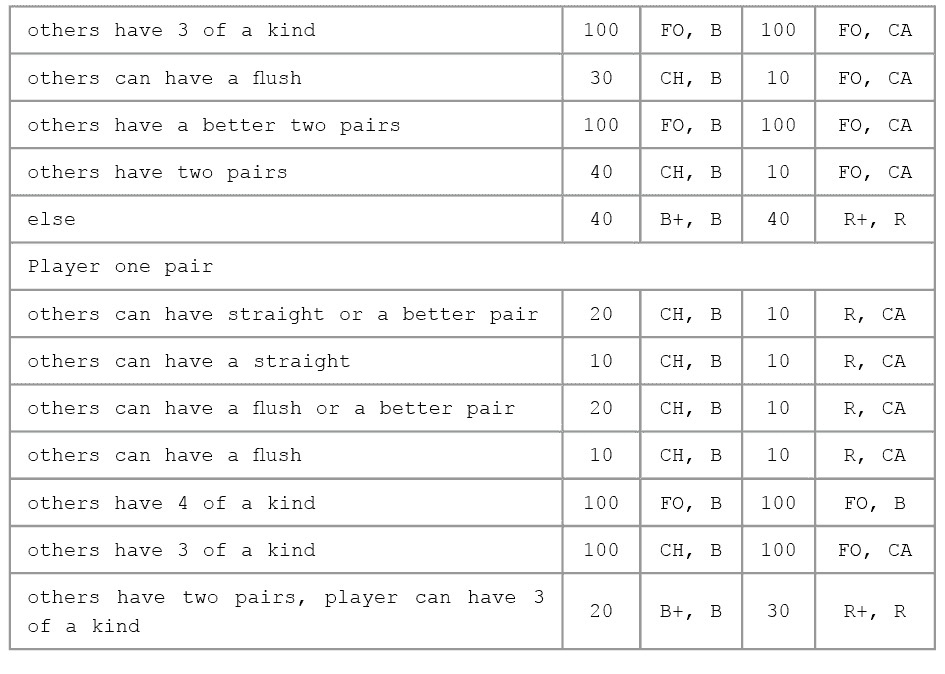 others have 3 of a kind 100 FO, B 100 FO, CA
others can have a flush 30 CH, B 10 FO, CA
others have a better two pairs 100 FO, B 100 FO, CA
others have two pairs 40 CH, B 10 FO, CA
else 40 B+, B 40 R+, R
Player one pair
others can have straight or a better pair 20 CH, B 10 R, CA
others can have a straight 10 CH, B 10 R, CA
others can have a flush or a better pair 20 CH, B 10 R, CA
others can have a flush 10 CH, B 10 R, CA
others have 4 of a kind 100 FO, B 100 FO, B
others have 3 of a kind 100 CH, B 100 FO, CA
others have two pairs, player can have 3
of a kind 20 B+, B 30 R+, R